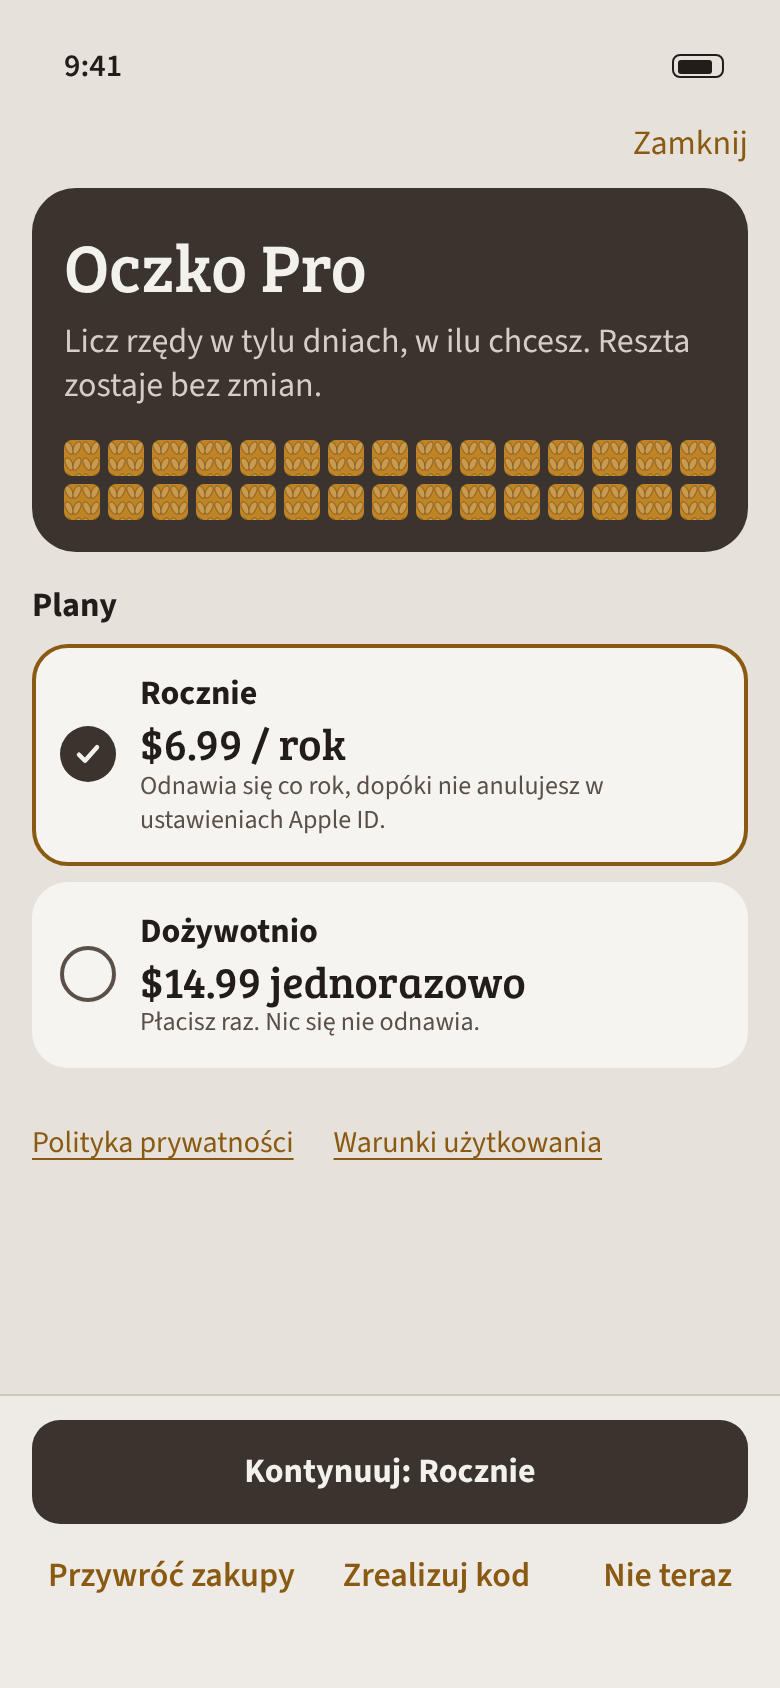 9:41
Zamknij
Oczko Pro
Licz rzędy w tylu dniach, w ilu chcesz. Reszta
zostaje bez zmian.
Plany
Rocznie
$6.99 / rok
Odnawia się co rok, dopóki nie anulujesz w
ustawieniach Apple ID.
Dożywotnio
$14.99 jednorazowo
Płacisz raz. Nic się nie odnawia.
Polityka prywatności Warunki użytkowania
Kontynuuj: Rocznie
Przywróć zakupy Zrealizuj kod Nie teraz